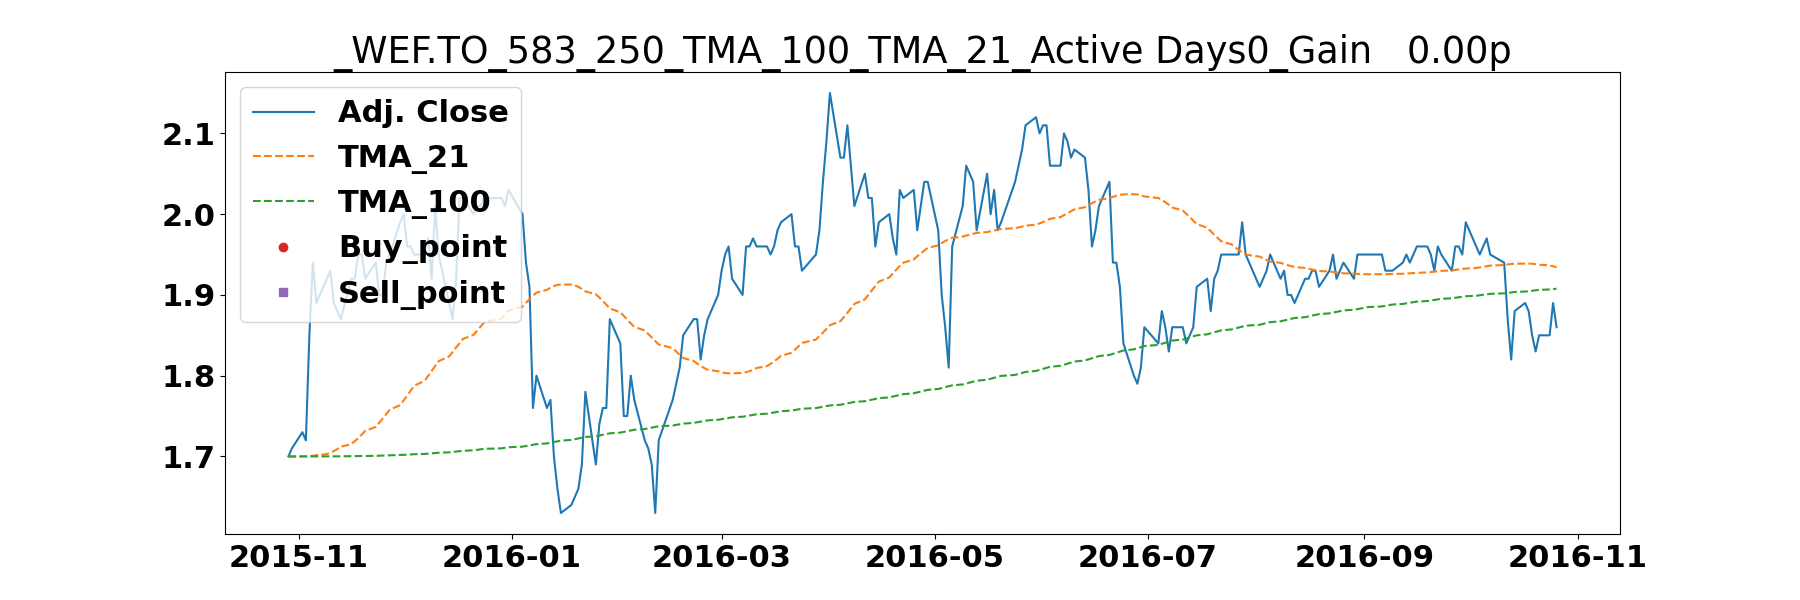 _WEF.TO_583_250_TMA_100_TMA_21_Active Days0_Gain   0.00p
Adj. Close
TMA_21
TMA_100
Buy_point
Sell_point
2.1
2.0
1.9
1.8
1.7
2015-11 2016-01 2016-03 2016-05 2016-07 2016-09 2016-11